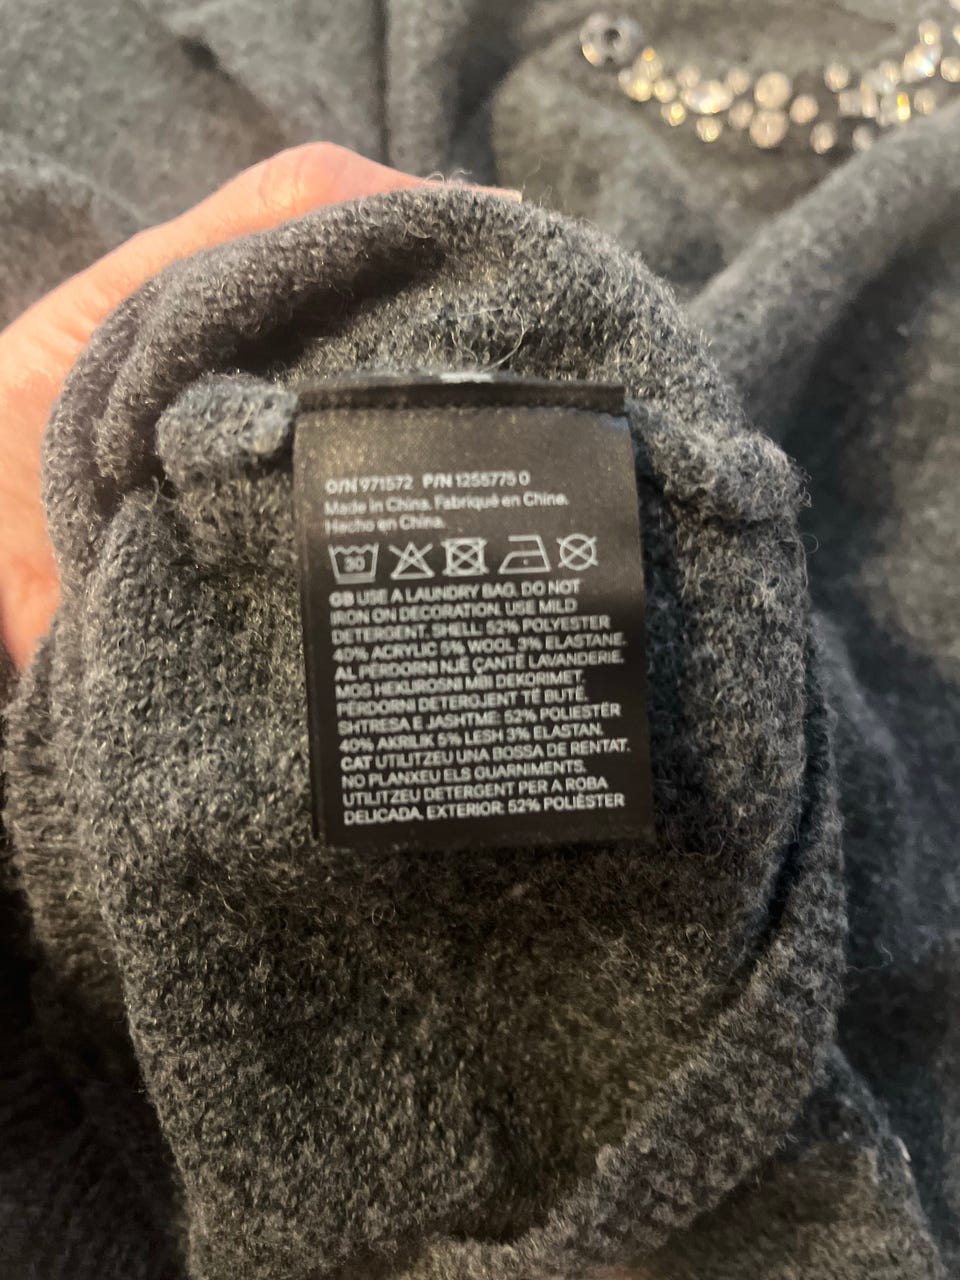 O/N 971572 P/N 1255775 0
Made in China. Fabriqué en Chine.
Hecho en China.
30
GB USE A LAUNDRY BAG. DO NOT
IRON ON DECORATION. USE MILD
DETERGENT. SHELL: 52% POLYESTER
40% ACRYLIC 5% WOOL 3% ELASTANE.
AL PËRDORNI NJË ÇANTË LAVANDERIE.
MOS HEKUROSNI MBI DEKORIMET.
PËRDORNI DETERGJENT TË BUTË.
SHTRESA E JASHTME: 52% POLIESTËR
40% AKRILIK 5% LESH 3% ELASTAN.
CAT UTILITZEU UNA BOSSA DE RENTAT.
NO PLANXEU ELS GUARNIMENTS.
UTILITZEU DETERGENT PER A ROBA
DELICADA. EXTERIOR: 52% POLIÈSTER